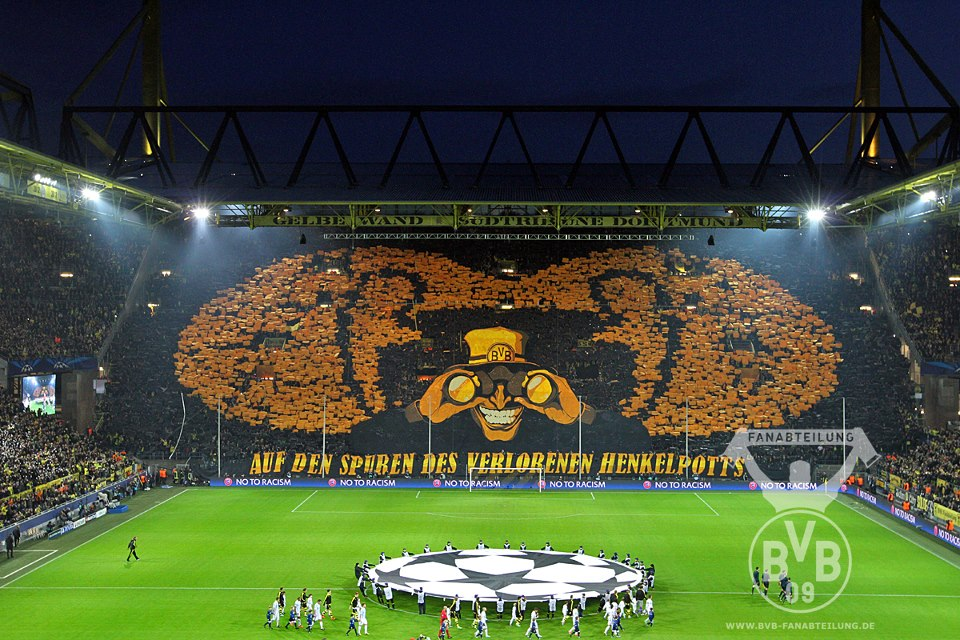 GELBE WAND SÜDTRIBÜNE DORTMUND
BVB
AUF DEN SPUREN DES VERLORENEN HENKELPOTTS
NO TO RACISM NO TO RACISM NO TO RACISM NO TO RACISM NO TO RACISM NO TO RACISM
FANABTEILUNG
BVB
09
WWW.BVB-FANABTEILUNG.DE